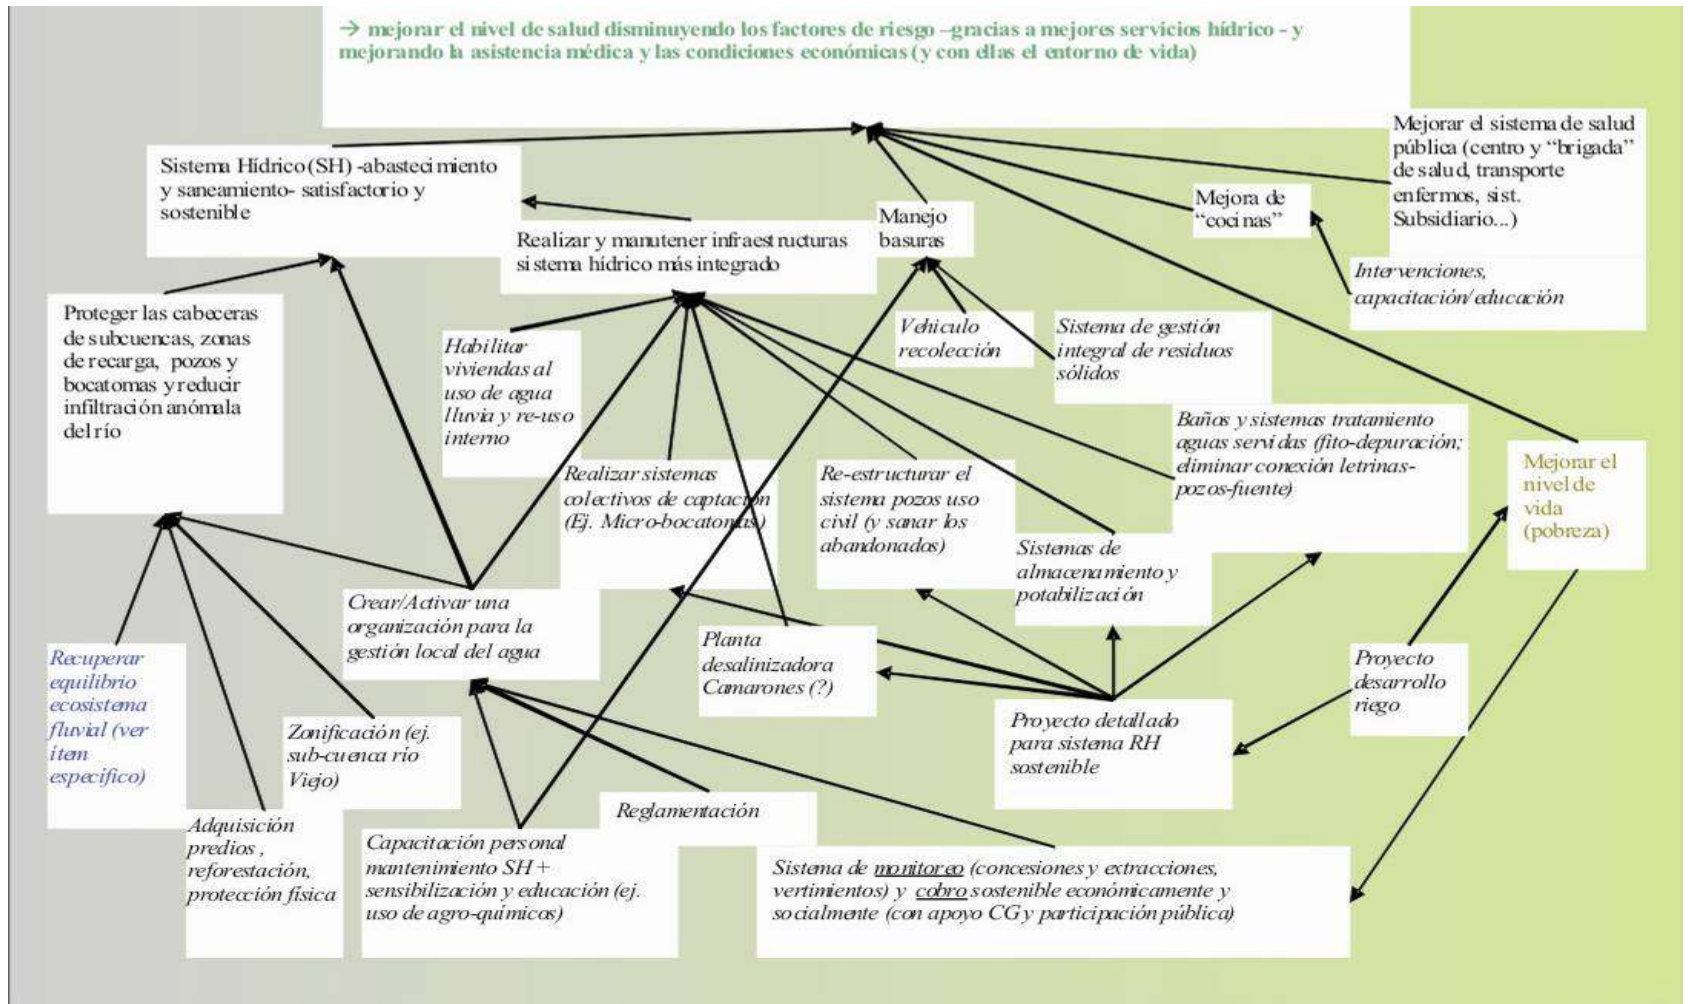 → mejorar el nivel de salud disminuyendo los factores de riesgo –gracias a mejores servicios hídrico - y
mejorando la asistencia médica y las condiciones económicas (y con ellas el entorno de vida)
Mejorar el sistema de salud
pública (centro y “brigada”
de salud, transporte
enfermos, sist.
Subsidiario...)
Sistema Hídrico (SH) -abastecimiento
y saneamiento- satisfactorio y
sostenible
Mejora de
“cocinas”
Manejo
basuras
Realizar y manutener infraestructuras
sistema hídrico más integrado
Intervenciones,
capacitación/educación
Proteger las cabeceras
de subcuencas, zonas
de recarga, pozos y
bocatomas y reducir
infiltración anómala
del río
Habilitar
viviendas al
uso de agua
lluvia y re-uso
interno
Vehiculo
recolección
Sistema de gestión
integral de residuos
sólidos
Baños y sistemas tratamiento
aguas servidas (fito-depuración;
eliminar conexión letrinas-
pozos-fuente)
Mejorar el
nivel de
vida
(pobreza)
Realizar sistemas
colectivos de captación
(Ej. Micro-bocatomas)
Re-estructurar el
sistema pozos uso
civil (y sanar los
abandonados)
Sistemas de
almacenamiento y
potabilización
Crear/Activar una
organización para la
gestión local del agua
Planta
desalinizadora
Camarones (?)
Proyecto
desarrollo
riego
Recuperar
equilibrio
ecosistema
fluvial (ver
ítem
específico)
Zonificación (ej.
sub-cuenca río
Viejo)
Proyecto detallado
para sistema RH
sostenible
Reglamentación
Adquisición
predios ,
reforestación,
protección física
Capacitación personal
mantenimiento SH +
sensibilización y educación (ej.
uso de agro-químicos)
Sistema de monitoreo (concesiones y extracciones,
vertimientos) y cobro sostenible económicamente y
socialmente (con apoyo CG y participación pública)